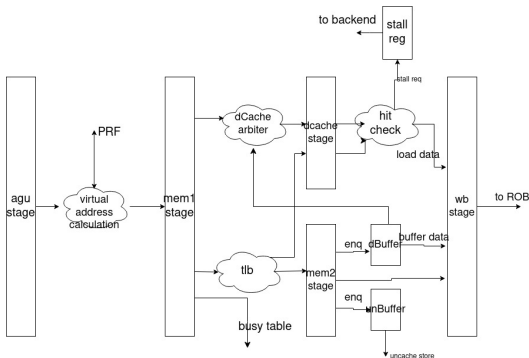 to backend
stall
reg
stall req
dCache
arbiter
dcache
stage
hit
check
PRF
load data
agu
stage
virtual
address
calculation
mem1
stage
wb
stage
to ROB
tlb
mem2
stage
enq
dBuffer
buffer data
enq
unBuffer
busy table
uncache store